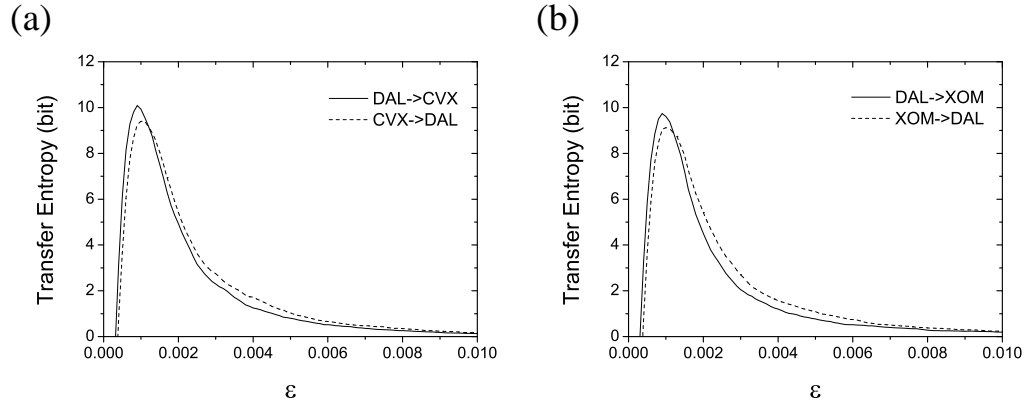 (a)
Transfer Entropy (bit)
12
10
8
6
4
2
0
DAL->CVX
CVX->DAL
0.000 0.002 0.004 0.006 0.008 0.010
ε
(b)
Transfer Entropy (bit)
12
10
8
6
4
2
0
DAL->XOM
XOM->DAL
0.000 0.002 0.004 0.006 0.008 0.010
ε